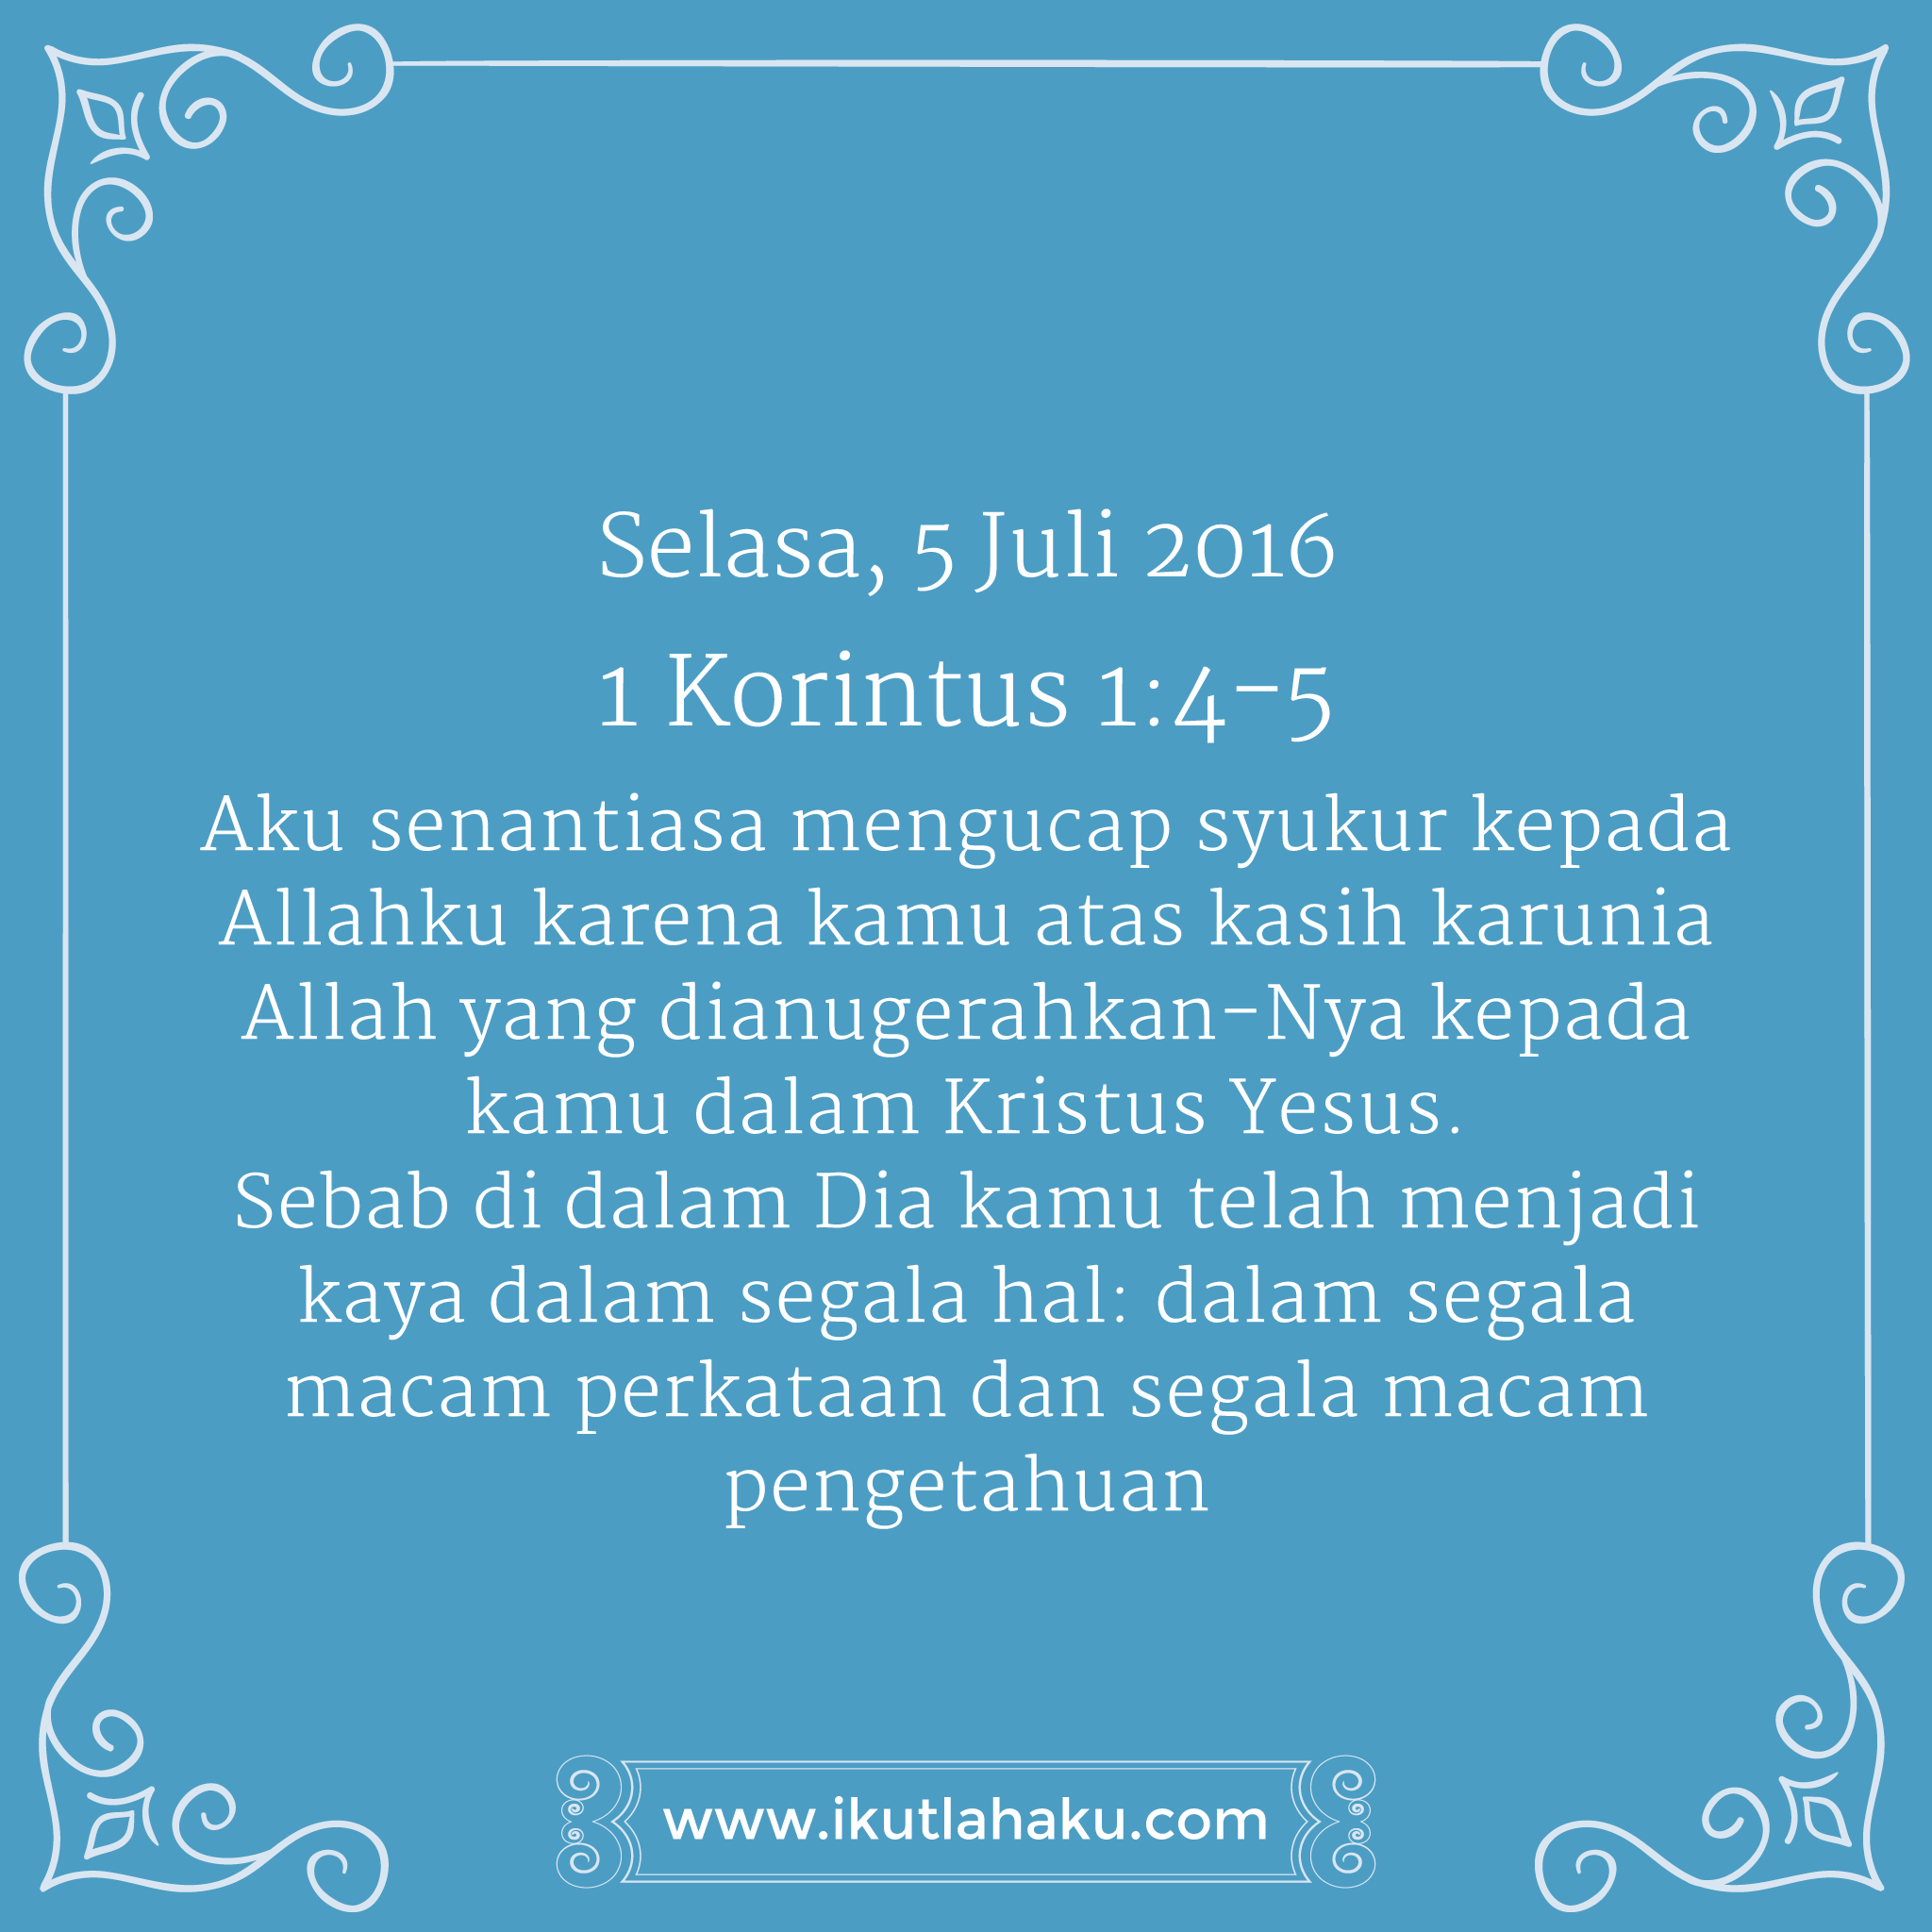 Selasa, 5 Juli 2016
1 Korintus 1:4-5
Aku senantiasa mengucap syukur kepada
Allahku karena kamu atas kasih karunia
Allah yang dianugerahkan-Nya kepada
kamu dalam Kristus Yesus.
Sebab di dalam Dia kamu telah menjadi
kaya dalam segala hal: dalam segala
macam perkataan dan segala macam
pengetahuan
www.ikutlahaku.com